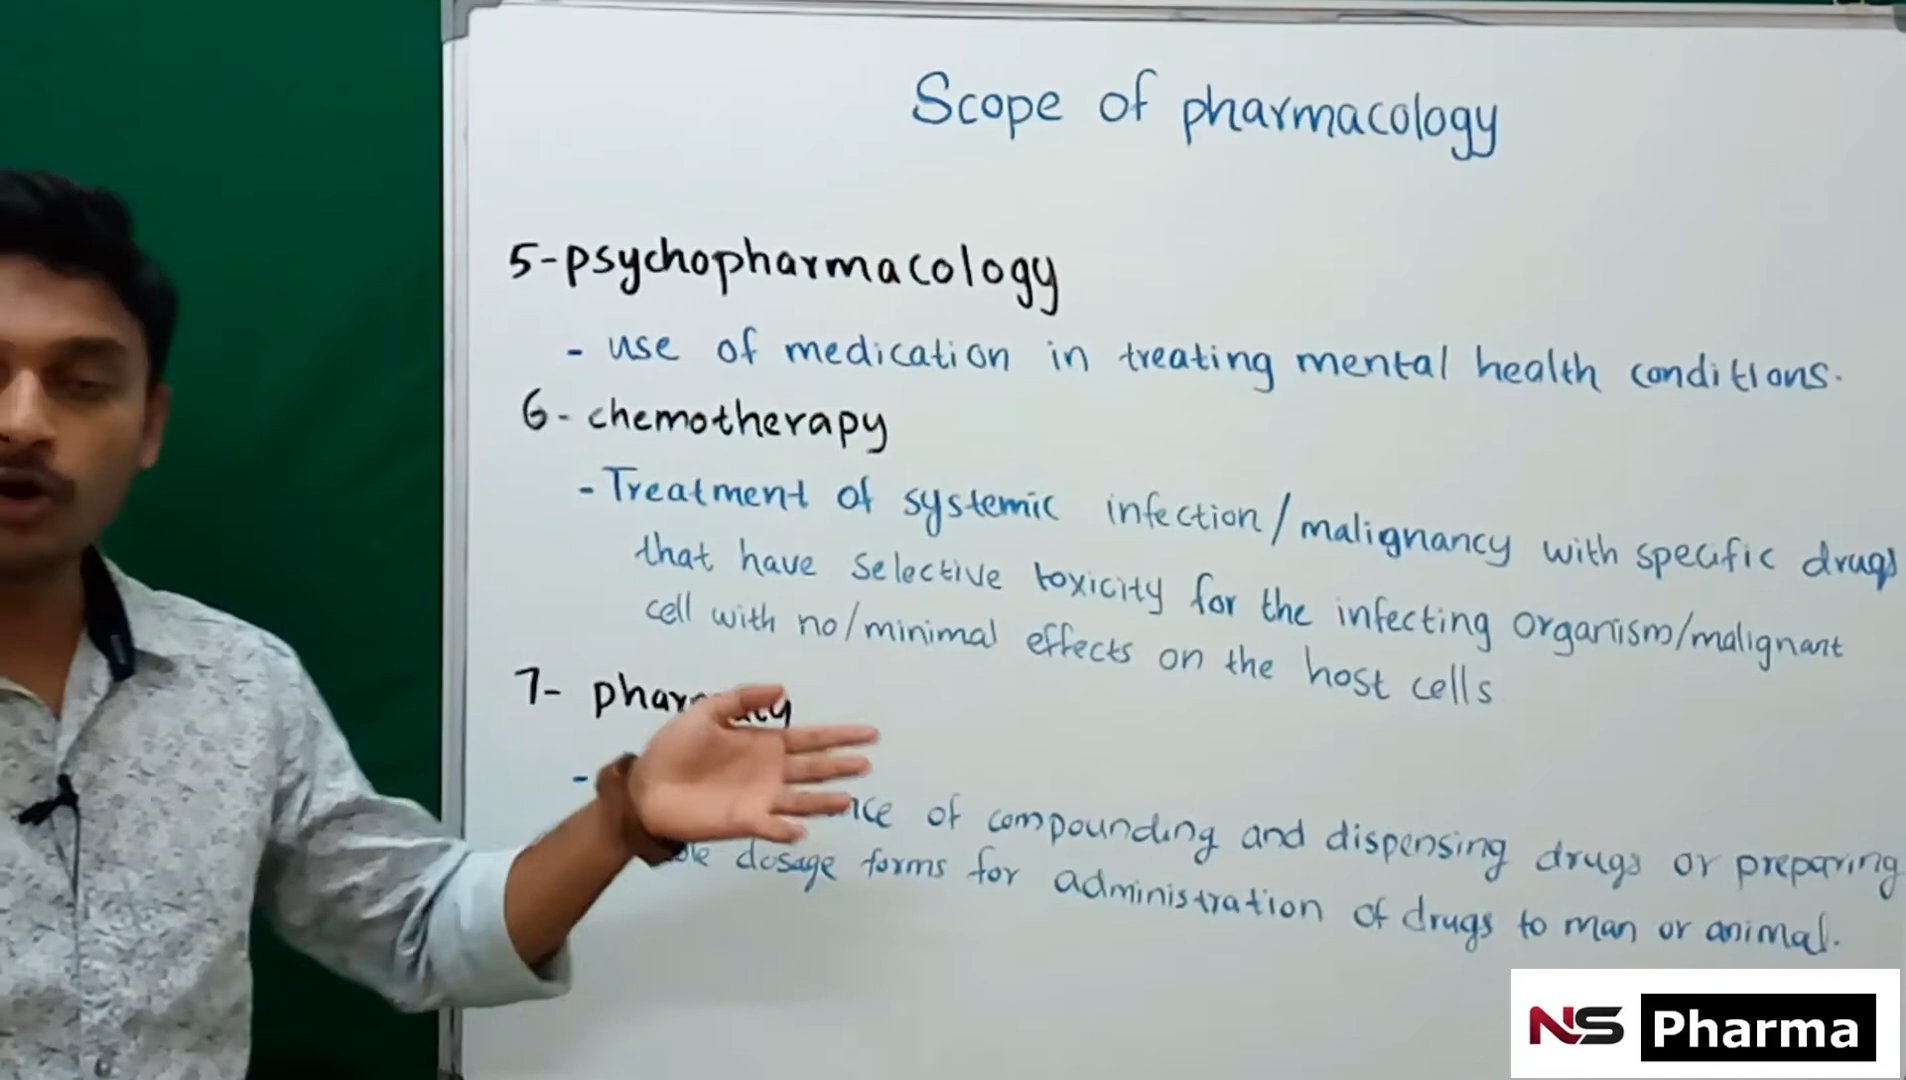 Scope of pharmacology
5-psychopharmacology
- use of medication in treating mental health conditions.
6- chemotherapy
- Treatment of systemic infection/malignancy with specific drugs
that have selective toxicity for the infecting organism/malignant
cell with no/minimal effects on the host cells
7-
- of compounding and dispensing drugs or preparing
dosage forms for administration of drugs to man or animal.
NS Pharma